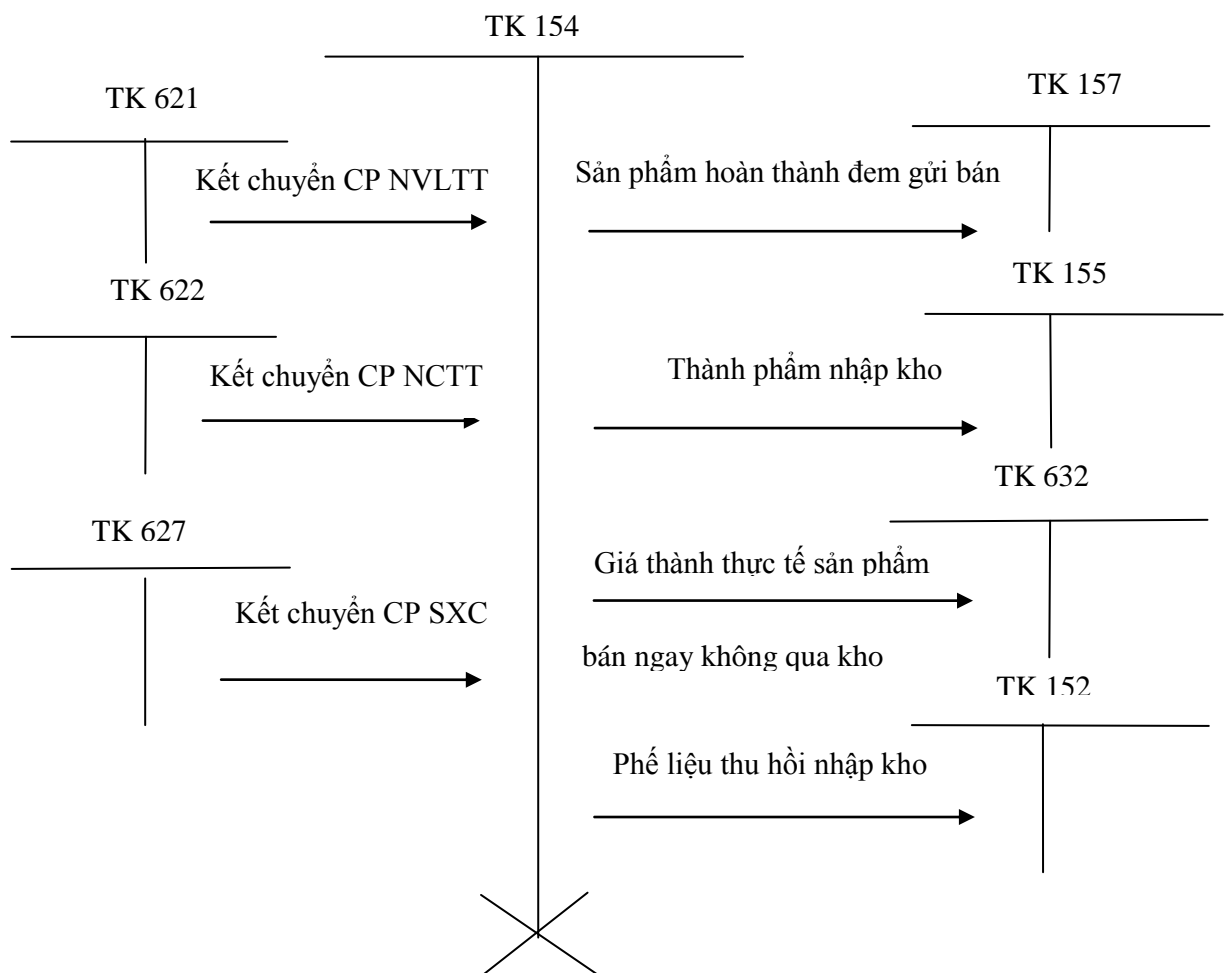 TK 154
TK 621
TK 157
Kết chuyển CP NVLTT
Sản phẩm hoàn thành đem gửi bán
TK 622
TK 155
Kết chuyển CP NCTT
Thành phẩm nhập kho
TK 632
TK 627
Giá thành thực tế sản phẩm
Kết chuyển CP SXC
bán ngay không qua kho
TK 152
Phế liệu thu hồi nhập kho